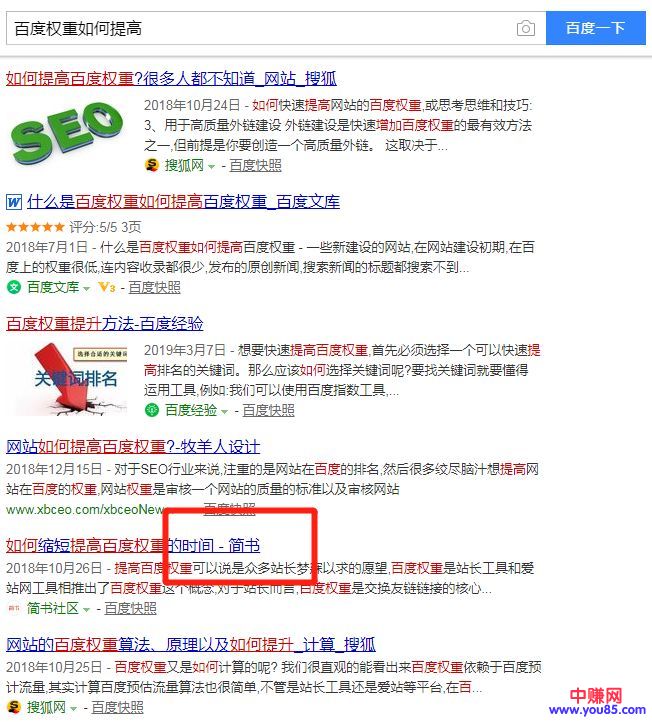 百度权重如何提高
百度一下
如何提高百度权重?很多人都不知道_网站_搜狐
SEO
2018年10月24日 - 如何快速提高网站的百度权重,或思考思维和技巧:
3、用于高质量外链建设 外链建设是快速增加百度权重的最有效方法
之一,但前提是你要创造一个高质量外链。 这取决于...
搜狐网 - 百度快照
W 什么是百度权重如何提高百度权重_百度文库
评分:5/5 3页
2018年7月1日 - 什么是百度权重如何提高百度权重 - 一些新建设的网站,在网站建设初期,在百
度上的权重很低,连内容收录都很少,发布的原创新闻,搜索新闻的标题都搜索不到...
百度文库 V3 - 百度快照
百度权重提升方法-百度经验
选择合适的关键词
关键词排名
2019年3月7日 - 想要快速提高百度权重,首先必须选择一个可以快速提
高排名的关键词。那么应该如何选择关键词呢?要找关键词就要懂得
运用工具,例如:我们可以使用百度指数工具,...
百度经验 - 百度快照
网站如何提高百度权重?-牧羊人设计
2018年12月15日 - 对于SEO行业来说,注重的是网站在百度的排名,然后很多绞尽脑汁想提高网
站在百度的权重,网站权重是审核一个网站的质量的标准以及审核网站
www.xbceo.com/xbceoNew 百度快照
如何缩短提高百度权重的时间 - 简书
2018年10月26日 - 提高百度权重可以说是众多站长梦寐以求的愿望,百度权重是站长工具和爱
站网工具相推出了百度权重这个概念,对于站长而言,百度权重是交换友链链接的核心...
简书社区 - 百度快照
网站的百度权重算法、原理以及如何提升_计算_搜狐
2018年10月25日 - 百度权重又是如何计算的呢? 我们很直观的能看出来百度权重依赖于百度预
计流量,其实计算百度预估流量算法也很简单,不管是站长工具还是爱站等平台,在百...
搜狐网 - 百度快照
中赚网
www.you85.com